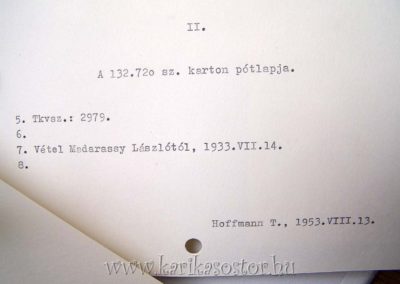 II.
A 132.72o sz. karton pótlapja.
5. Tkvsz.: 2979.
6.
7. Vétel Madarassy Lászlótól, 1933.VII.14.
8.
Hoffmann T., 1953.VIII.13.
www.karikasostor.hu